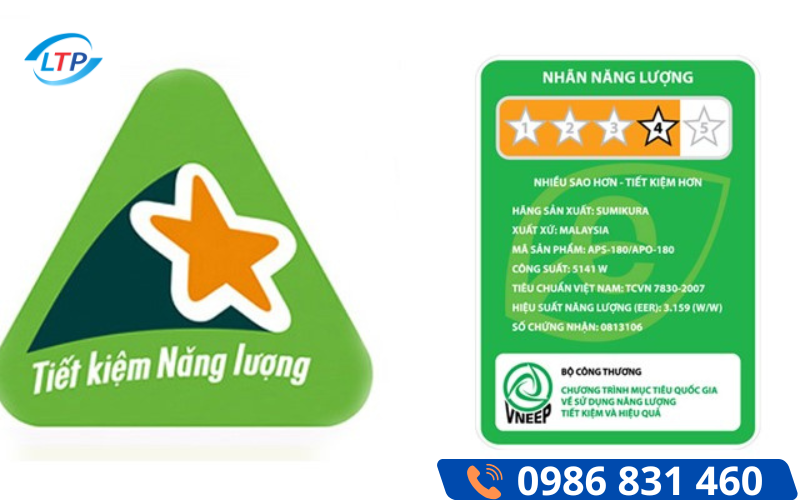 LTP
Tiết kiệm Năng lượng
NHÃN NĂNG LƯỢNG
1 2 3 4 5
NHIỀU SAO HƠN - TIẾT KIỆM HƠN
HÃNG SẢN XUẤT: SUMIKURA
XUẤT XỨ: MALAYSIA
MÃ SẢN PHẨM: APS-180/APO-180
CÔNG SUẤT: 5141 W
TIÊU CHUẨN VIỆT NAM: TCVN 7830-2007
HIỆU SUẤT NĂNG LƯỢNG (EER): 3.159 (W/W)
SỐ CHỨNG NHẬN: 0813106
VNEEP
BỘ CÔNG THƯƠNG
CHƯƠNG TRÌNH MỤC TIÊU QUỐC GIA
VỀ SỬ DỤNG NĂNG LƯỢNG
TIẾT KIỆM VÀ HIỆU QUẢ
0986 831 460